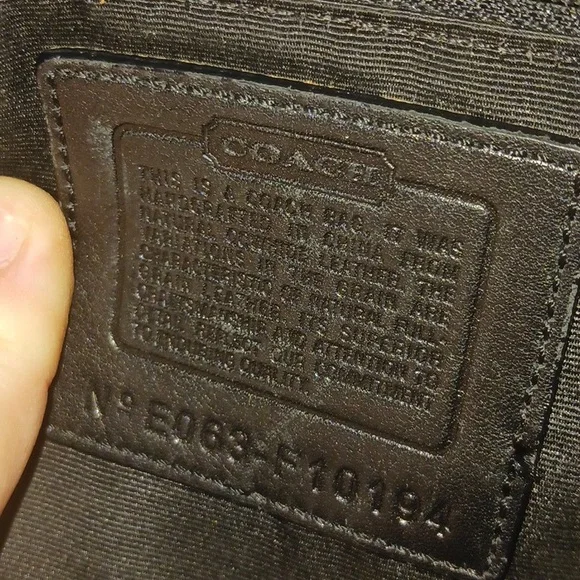 COACH
THIS IS A COACH BAG. IT WAS
HANDCRAFTED IN CHINA FROM
NATURAL COWHIDE LEATHER. THE
VARIATIONS IN THE GRAIN ARE
CHARACTERISTIC OF NATURAL FULL-
GRAIN LEATHER. ITS SUPERIOR
CRAFTSMANSHIP AND ATTENTION TO
DETAIL REFLECT OUR COMMITMENT
TO ENDURING QUALITY.
Nº E063-F10194